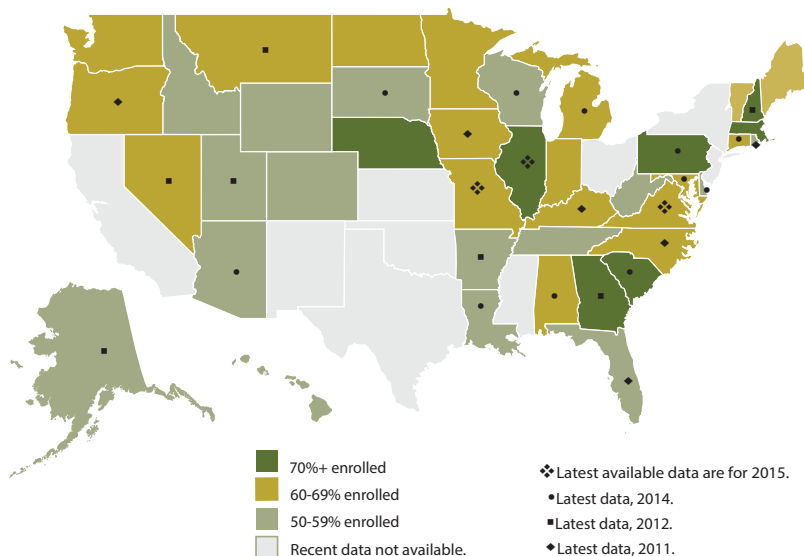 70%+ enrolled
60-69% enrolled
50-59% enrolled
Recent data not available.
Latest available data are for 2015.
Latest data, 2014.
Latest data, 2012.
Latest data, 2011.